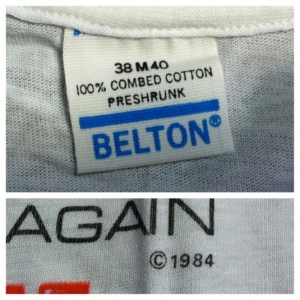 38 M 40
100% COMBED COTTON
PRESHRUNK
BELTON®
AGAIN
©1984